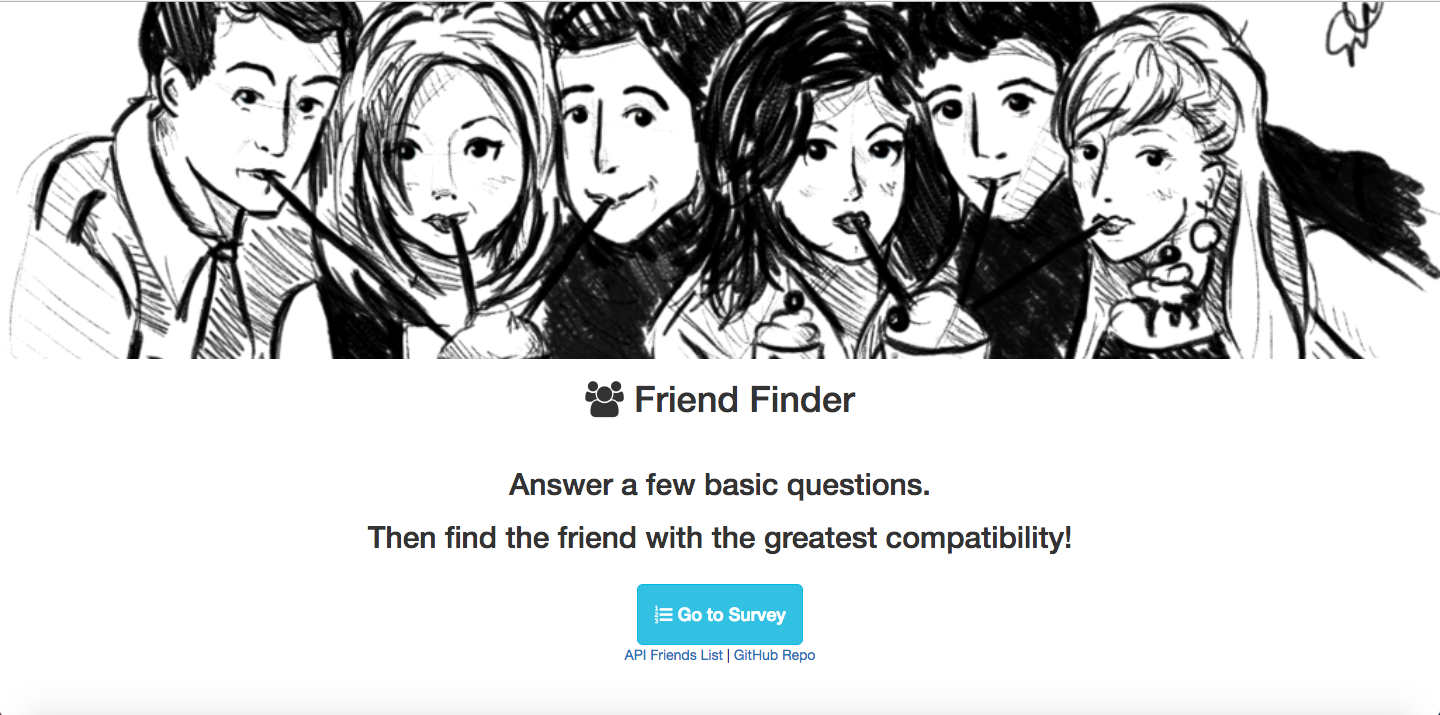 Friend Finder
Answer a few basic questions.
Then find the friend with the greatest compatibility!
Go to Survey
API Friends List | GitHub Repo